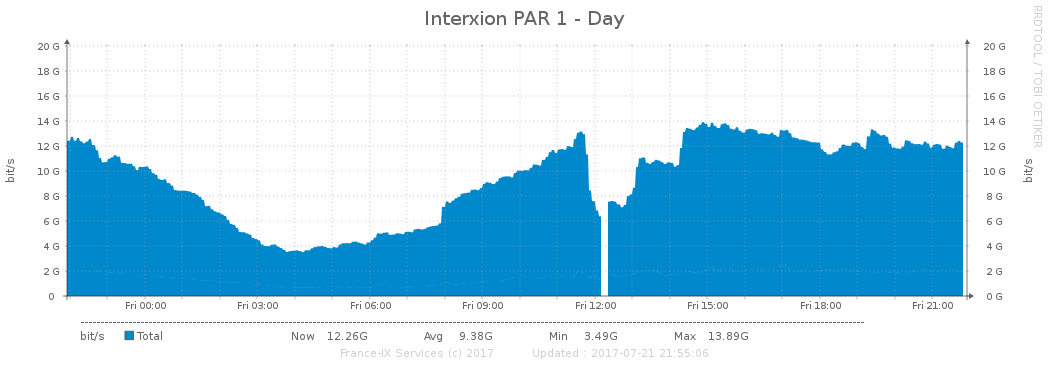 Interxion PAR 1 - Day
RRDTOOL / TOBI OETIKER
bit/s
20 G 20 G
18 G 18 G
16 G 16 G
14 G 14 G
12 G 12 G
10 G 10 G
8 G 8 G
6 G 6 G
4 G 4 G
2 G 2 G
0 0 G
bit/s
Fri 00:00 Fri 03:00 Fri 06:00 Fri 09:00 Fri 12:00 Fri 15:00 Fri 18:00 Fri 21:00
bit/s Total Now 12.26G Avg 9.38G Min 3.49G Max 13.89G
France-IX Services (c) 2017 Updated : 2017-07-21 21:55:06